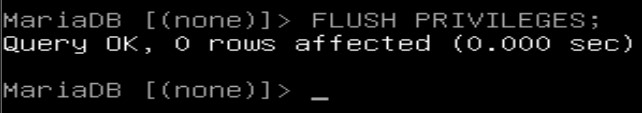 MariaDB [(none)]> FLUSH PRIVILEGES;
Query OK, 0 rows affected (0.000 sec)
MariaDB [(none)]> _